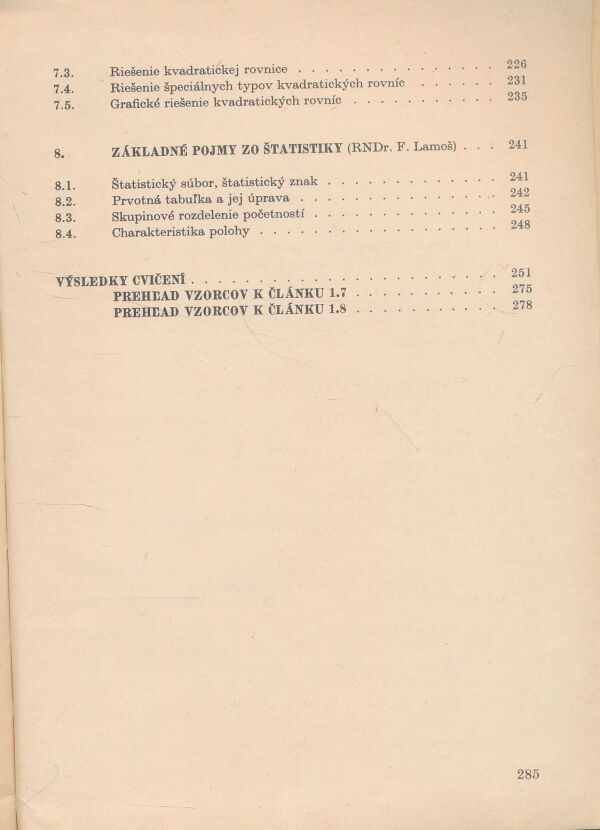 7.3. Riešenie kvadratickej rovnice . . . . . . . . . . . . . . . 226
7.4. Riešenie špeciálnych typov kvadratických rovníc . . . . . . . . 231
7.5. Grafické riešenie kvadratických rovníc . . . . . . . . . . . 235
8. ZÁKLADNÉ POJMY ZO ŠTATISTIKY (RNDr. F. Lamoš) . . . 241
8.1. Štatistický súbor, štatistický znak . . . . . . . . . . . . . 241
8.2. Prvotná tabuľka a jej úprava . . . . . . . . . . . . . . . 242
8.3. Skupinové rozdelenie početností . . . . . . . . . . . . . . 245
8.4. Charakteristika polohy . . . . . . . . . . . . . . . . . . 248
VÝSLEDKY CVIČENÍ . . . . . . . . . . . . . . . . . . . . . . 251
PREHĽAD VZORCOV K ČLÁNKU 1.7 . . . . . . . . . . . 275
PREHĽAD VZORCOV K ČLÁNKU 1.8 . . . . . . . . . . . 278
285